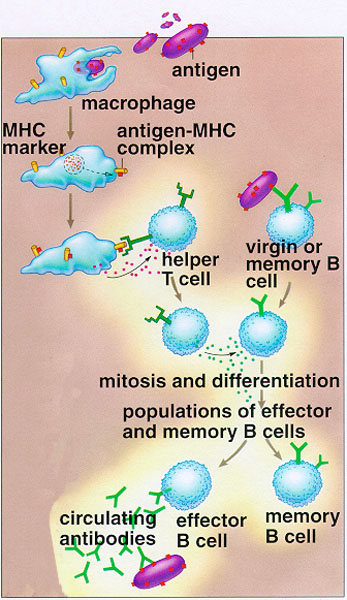 antigen
macrophage
MHC
marker
antigen-MHC
complex
helper
T cell
virgin or
memory B
cell
mitosis and differentiation
populations of effector
and memory B cells
circulating
antibodies
effector
B cell
memory
B cell